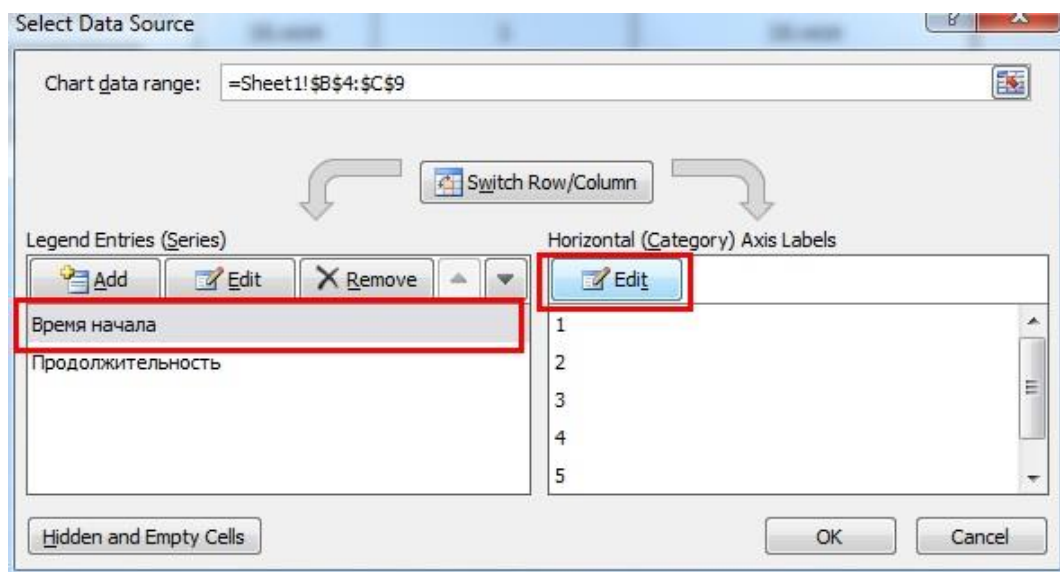 Select Data Source
Chart data range: =Sheet1!$B$4:$C$9
Switch Row/Column
Legend Entries (Series)
Add Edit Remove
Время начала
Продолжительность
Horizontal (Category) Axis Labels
Edit
1
2
3
4
5
Hidden and Empty Cells
OK Cancel